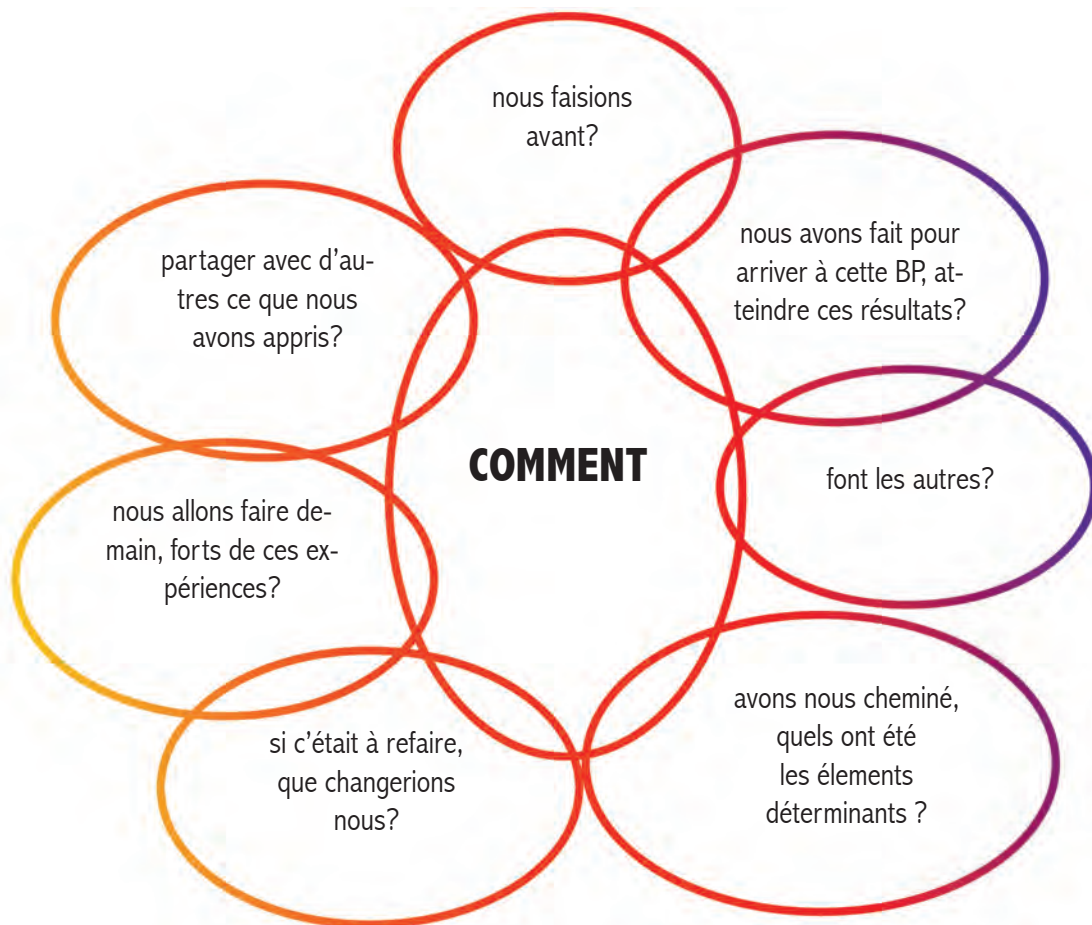 nous faisions
avant?
nous avons fait pour
arriver à cette BP, at-
teindre ces résultats?
font les autres?
avons nous cheminé,
quels ont été
les élements
déterminants ?
si c'était à refaire,
que changerions
nous?
nous allons faire de-
main, forts de ces ex-
périences?
partager avec d'au-
tres ce que nous
avons appris?
COMMENT